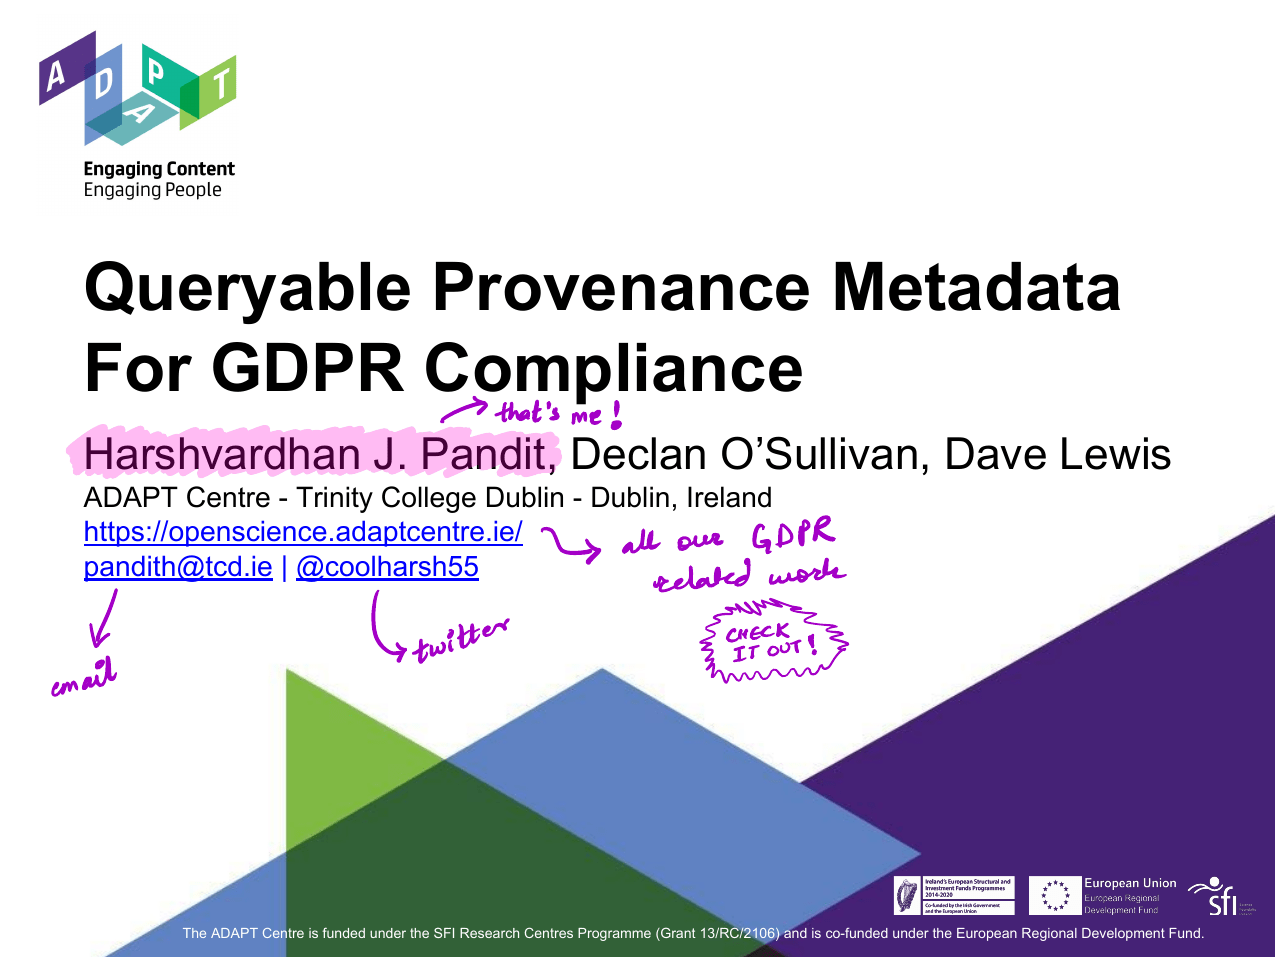 ADAPT
Engaging Content
Engaging People
Queryable Provenance Metadata
For GDPR Compliance
that's me!
Harshvardhan J. Pandit, Declan O’Sullivan, Dave Lewis
ADAPT Centre - Trinity College Dublin - Dublin, Ireland
https://openscience.adaptcentre.ie/
all our GDPR
related work
pandith@tcd.ie | @coolharsh55
email
twitter
CHECK
IT OUT!
Ireland's European Structural and
Investment Funds Programmes
2014-2020
Co-funded by the Irish Government
and the European Union
European Union
European Regional
Development Fund
sfi
The ADAPT Centre is funded under the SFI Research Centres Programme (Grant 13/RC/2106) and is co-funded under the European Regional Development Fund.